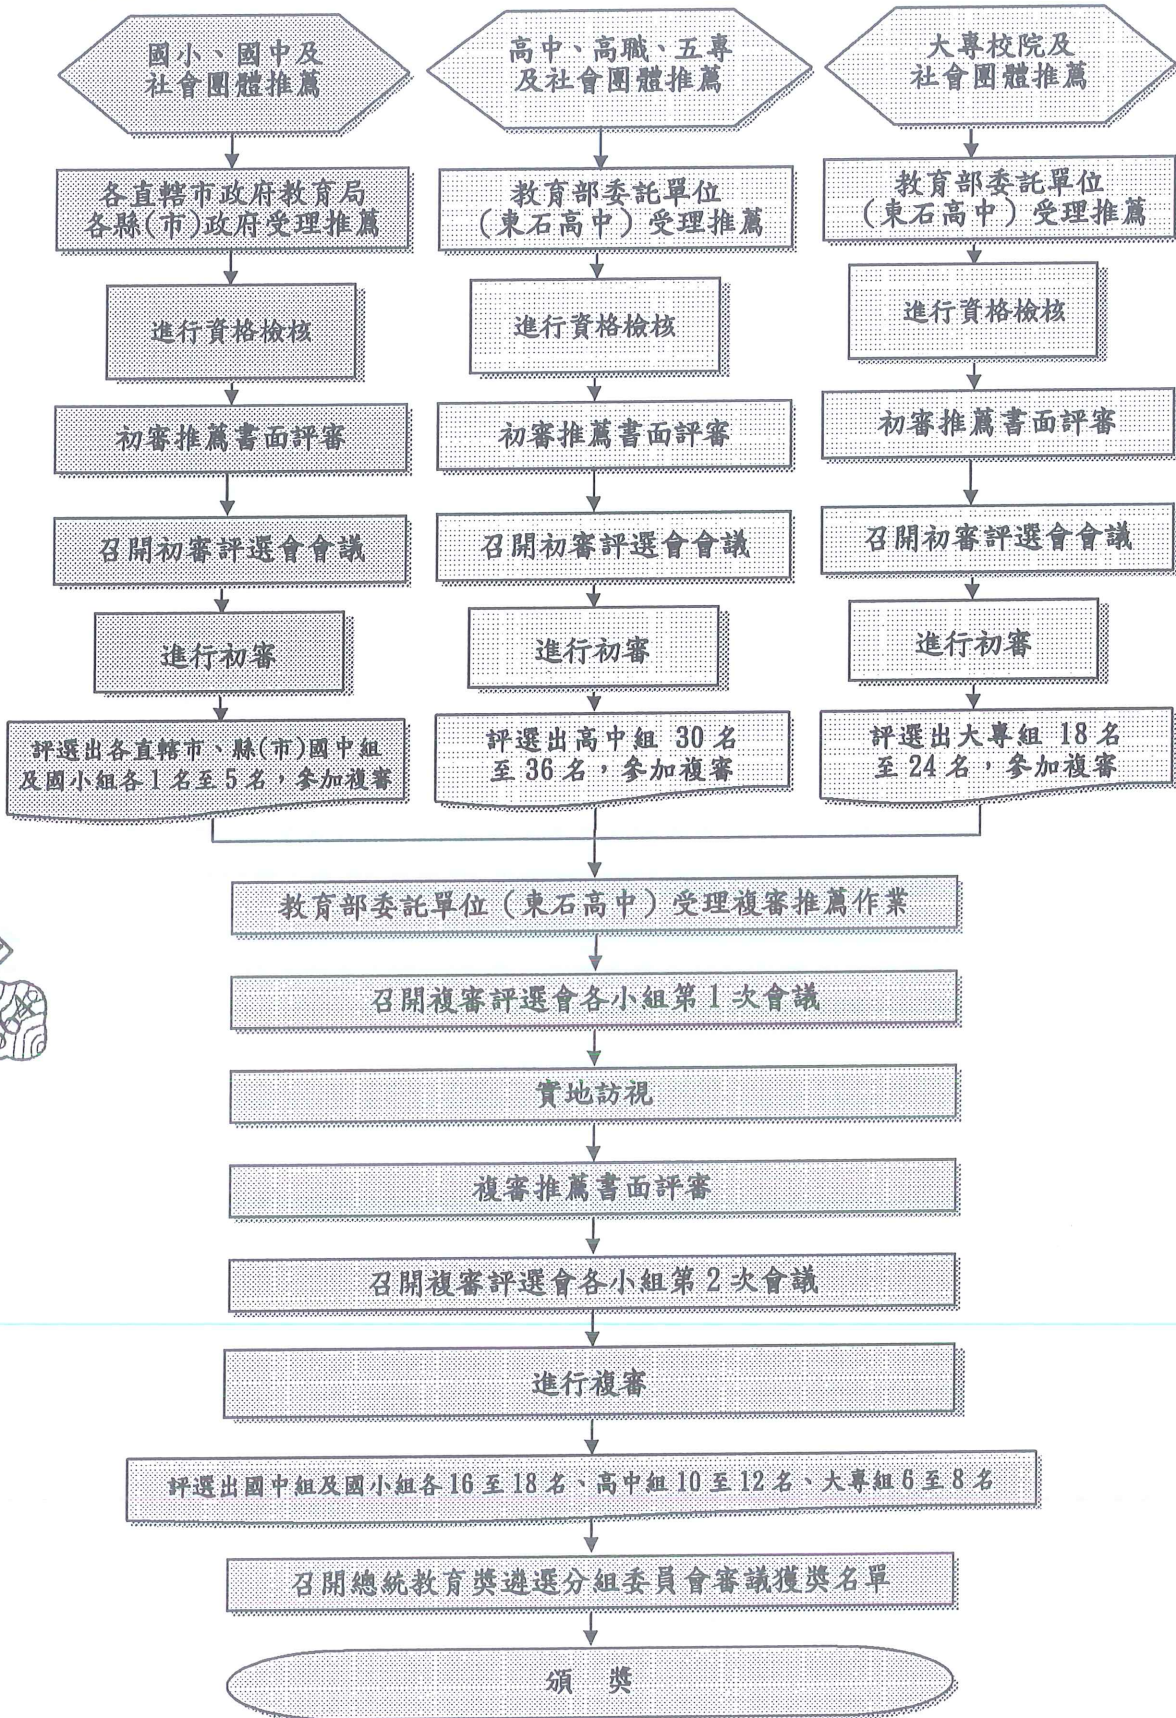 國小、國中及
社會團體推薦
高中、高職、五專
及社會團體推薦
大專校院及
社會團體推薦
各直轄市政府教育局
各縣(市)政府受理推薦
教育部委託單位
(東石高中)受理推薦
教育部委託單位
(東石高中)受理推薦
進行資格檢核
進行資格檢核
進行資格檢核
初審推薦書面評審
初審推薦書面評審
初審推薦書面評審
召開初審評選會會議
召開初審評選會會議
召開初審評選會會議
進行初審
進行初審
進行初審
評選出各直轄市、縣(市)國中組
及國小組各1名至5名,參加複審
評選出高中組 30 名
至 36 名,參加複審
評選出大專組 18 名
至 24 名,參加複審
教育部委託單位(東石高中)受理複審推薦作業
召開複審評選會各小組第 1 次會議
實地訪視
複審推薦書面評審
召開複審評選會各小組第 2 次會議
進行複審
評選出國中組及國小組各 16 至 18 名、高中組 10 至 12 名、大專組 6 至 8 名
召開總統教育獎遴選分組委員會審議獲獎名單
頒 獎